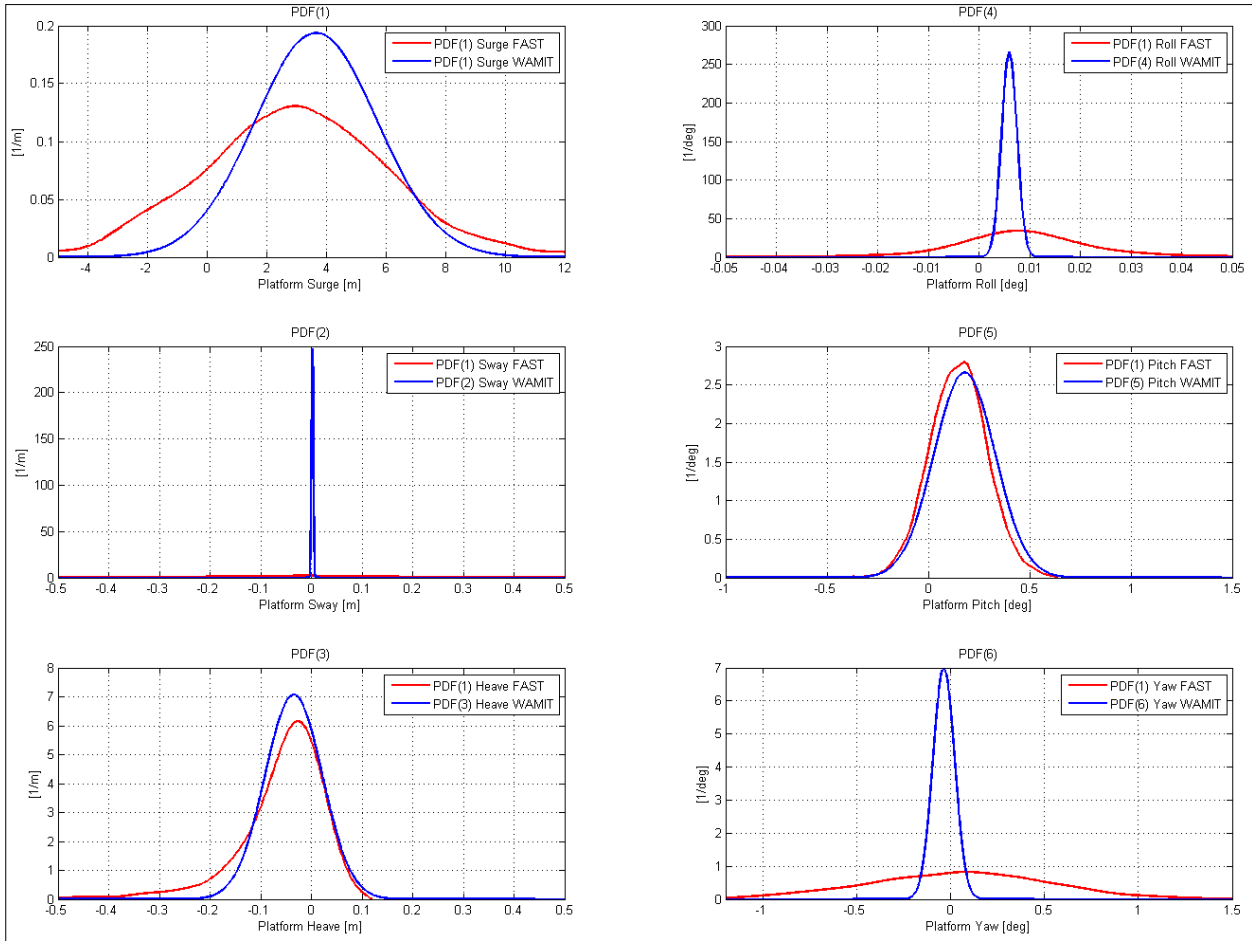 PDF(1)
0.2
0.15
0.1
0.05
0
[1/m]
PDF(1) Surge FAST
PDF(1) Surge WAMIT
-4 -2 0 2 4 6 8 10 12
Platform Surge [m]
PDF(4)
300
250
200
150
100
50
0
[1/deg]
PDF(1) Roll FAST
PDF(4) Roll WAMIT
-0.05 -0.04 -0.03 -0.02 -0.01 0 0.01 0.02 0.03 0.04 0.05
Platform Roll [deg]
PDF(2)
250
200
150
100
50
0
[1/m]
PDF(1) Sway FAST
PDF(2) Sway WAMIT
-0.5 -0.4 -0.3 -0.2 -0.1 0 0.1 0.2 0.3 0.4 0.5
Platform Sway [m]
PDF(5)
3
2.5
2
1.5
1
0.5
0
[1/deg]
PDF(1) Pitch FAST
PDF(5) Pitch WAMIT
-1 -0.5 0 0.5 1 1.5
Platform Pitch [deg]
PDF(3)
8
7
6
5
4
3
2
1
0
[1/m]
PDF(1) Heave FAST
PDF(3) Heave WAMIT
-0.5 -0.4 -0.3 -0.2 -0.1 0 0.1 0.2 0.3 0.4 0.5
Platform Heave [m]
PDF(6)
7
6
5
4
3
2
1
0
[1/deg]
PDF(1) Yaw FAST
PDF(6) Yaw WAMIT
-1 -0.5 0 0.5 1 1.5
Platform Yaw [deg]